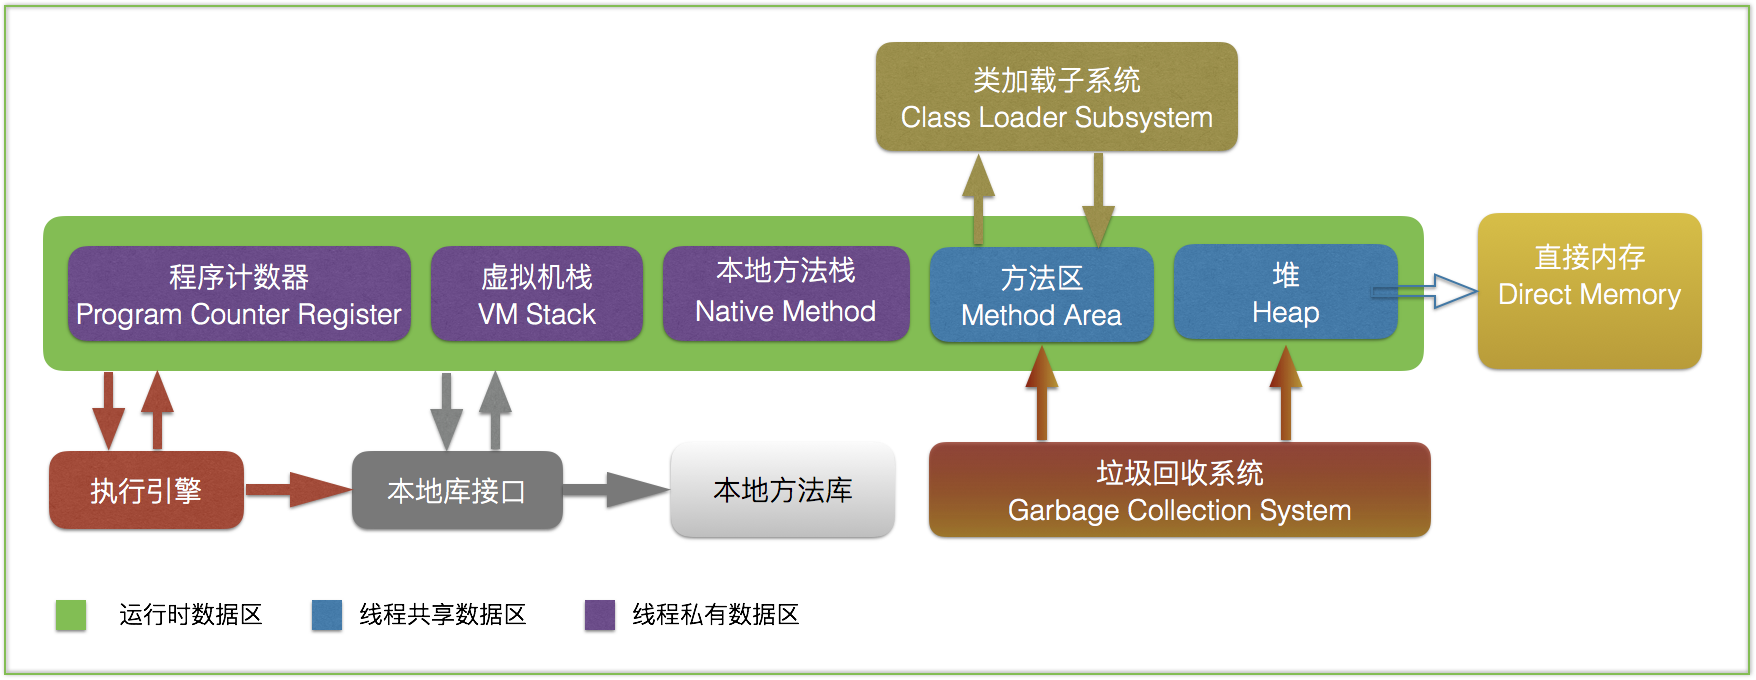 类加载子系统
Class Loader Subsystem
程序计数器
Program Counter Register
虚拟机栈
VM Stack
本地方法栈
Native Method
方法区
Method Area
堆
Heap
直接内存
Direct Memory
执行引擎
本地库接口
本地方法库
垃圾回收系统
Garbage Collection System
运行时数据区
线程共享数据区
线程私有数据区